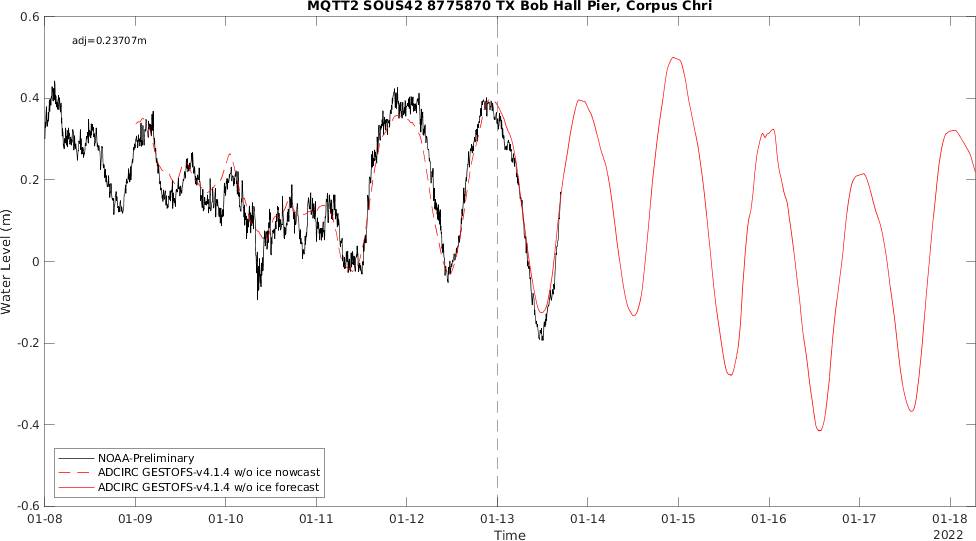 MQTT2 SOUS42 8775870 TX Bob Hall Pier, Corpus Chri
adj=0.23707m
0.6
0.4
0.2
0
-0.2
-0.4
-0.6
Water Level (m)
NOAA-Preliminary
ADCIRC GESTOFS-v4.1.4 w/o ice nowcast
ADCIRC GESTOFS-v4.1.4 w/o ice forecast
01-08 01-09 01-10 01-11 01-12 01-13 01-14 01-15 01-16 01-17 01-18
Time
2022